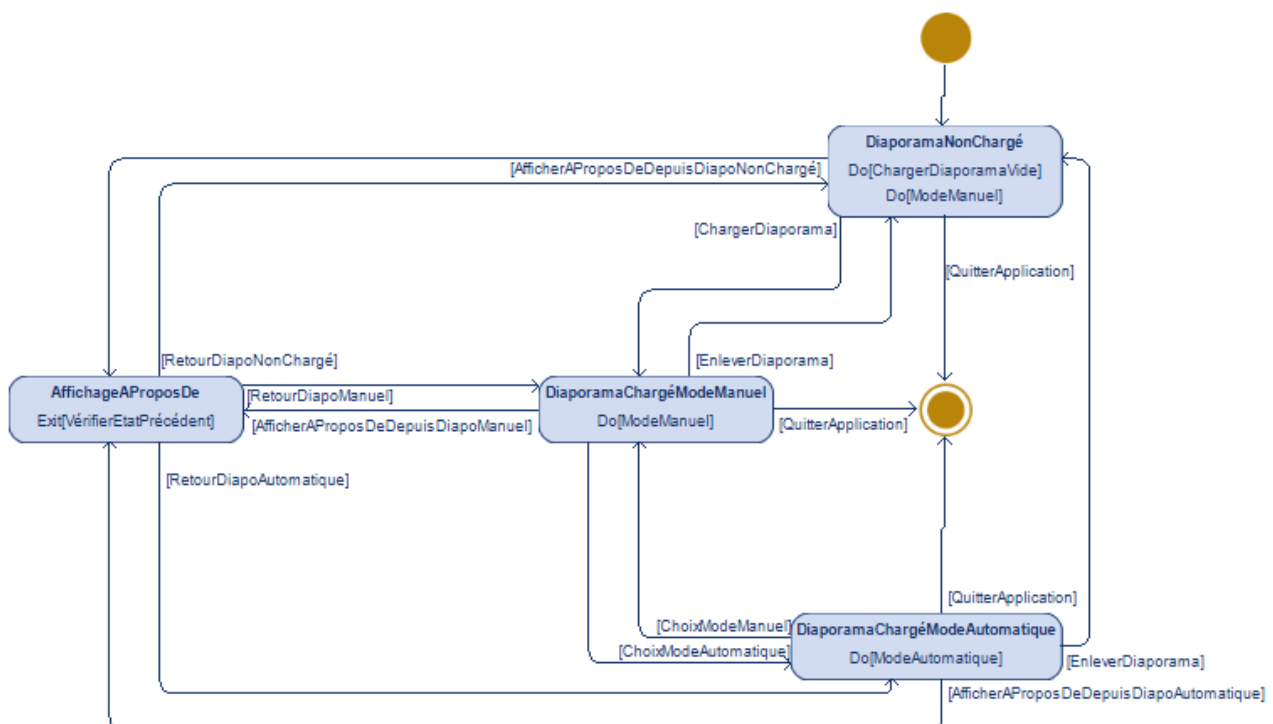 DiaporamaNonChargé
[AfficherAProposDeDepuisDiapoNonChargé]
Do[ChargerDiaporamaVide]
Do[ModeManuel]
[ChargerDiaporama]
[QuitterApplication]
[RetourDiapoNonChargé]
[EnleverDiaporama]
AffichageAProposDe
Exit[VérifierEtatPrécédent]
[RetourDiapoManuel]
[AfficherAProposDeDepuisDiapoManuel]
DiaporamaChargéModeManuel
Do[ModeManuel]
[QuitterApplication]
[RetourDiapoAutomatique]
[QuitterApplication]
[ChoixModeManuel]
[ChoixModeAutomatique]
DiaporamaChargéModeAutomatique
Do[ModeAutomatique]
[EnleverDiaporama]
[AfficherAProposDeDepuisDiapoAutomatique]